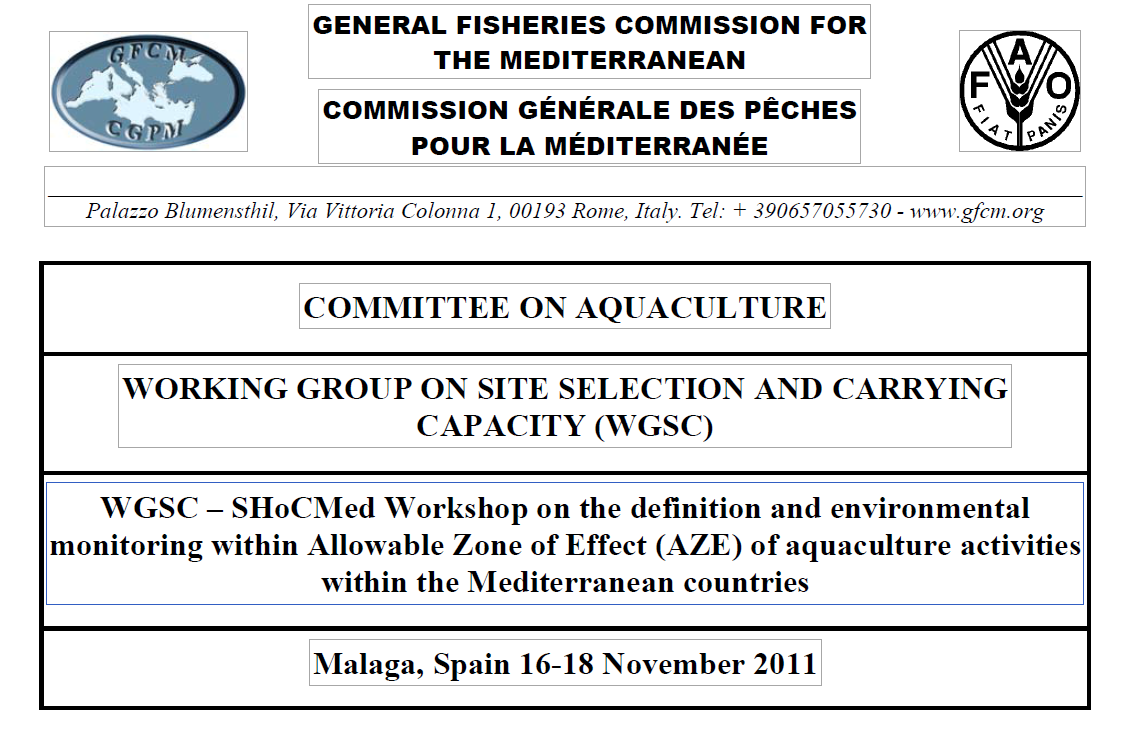 GFCM
CGPM
GENERAL FISHERIES COMMISSION FOR
THE MEDITERRANEAN
COMMISSION GÉNÉRALE DES PÊCHES
POUR LA MÉDITERRANÉE
F A O
FIAT PANIS
Palazzo Blumensthil, Via Vittoria Colonna 1, 00193 Rome, Italy. Tel: + 390657055730 - www.gfcm.org
COMMITTEE ON AQUACULTURE
WORKING GROUP ON SITE SELECTION AND CARRYING
CAPACITY (WGSC)
WGSC – SHoCMed Workshop on the definition and environmental
monitoring within Allowable Zone of Effect (AZE) of aquaculture activities
within the Mediterranean countries
Malaga, Spain 16-18 November 2011